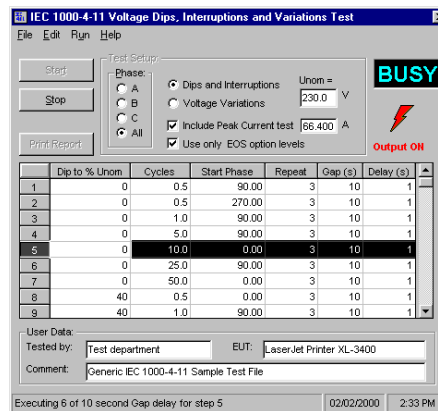 IEC 1000-4-11 Voltage Dips, Interruptions and Variations Test
File Edit Run Help
Start
Stop
Print Report
Test Setup:
Phase:
A
B
C
All
Dips and Interruptions
Voltage Variations
Unom =
230.0 V
Include Peak Current test 66.400 A
Use only EOS option levels
BUSY
Output ON
Dip to % Unom Cycles Start Phase Repeat Gap (s) Delay (s)
1 0 0.5 90.00 3 10 1
2 0 0.5 270.00 3 10 1
3 0 1.0 90.00 3 10 1
4 0 5.0 90.00 3 10 1
5 0 10.0 0.00 3 10 1
6 0 25.0 90.00 3 10 1
7 0 50.0 0.00 3 10 1
8 40 0.5 0.00 3 10 1
9 40 1.0 90.00 3 10 1
User Data:
Tested by: Test department EUT: LaserJet Printer XL-3400
Comment: Generic IEC 1000-4-11 Sample Test File
Executing 6 of 10 second Gap delay for step 5 02/02/2000 2:33 PM